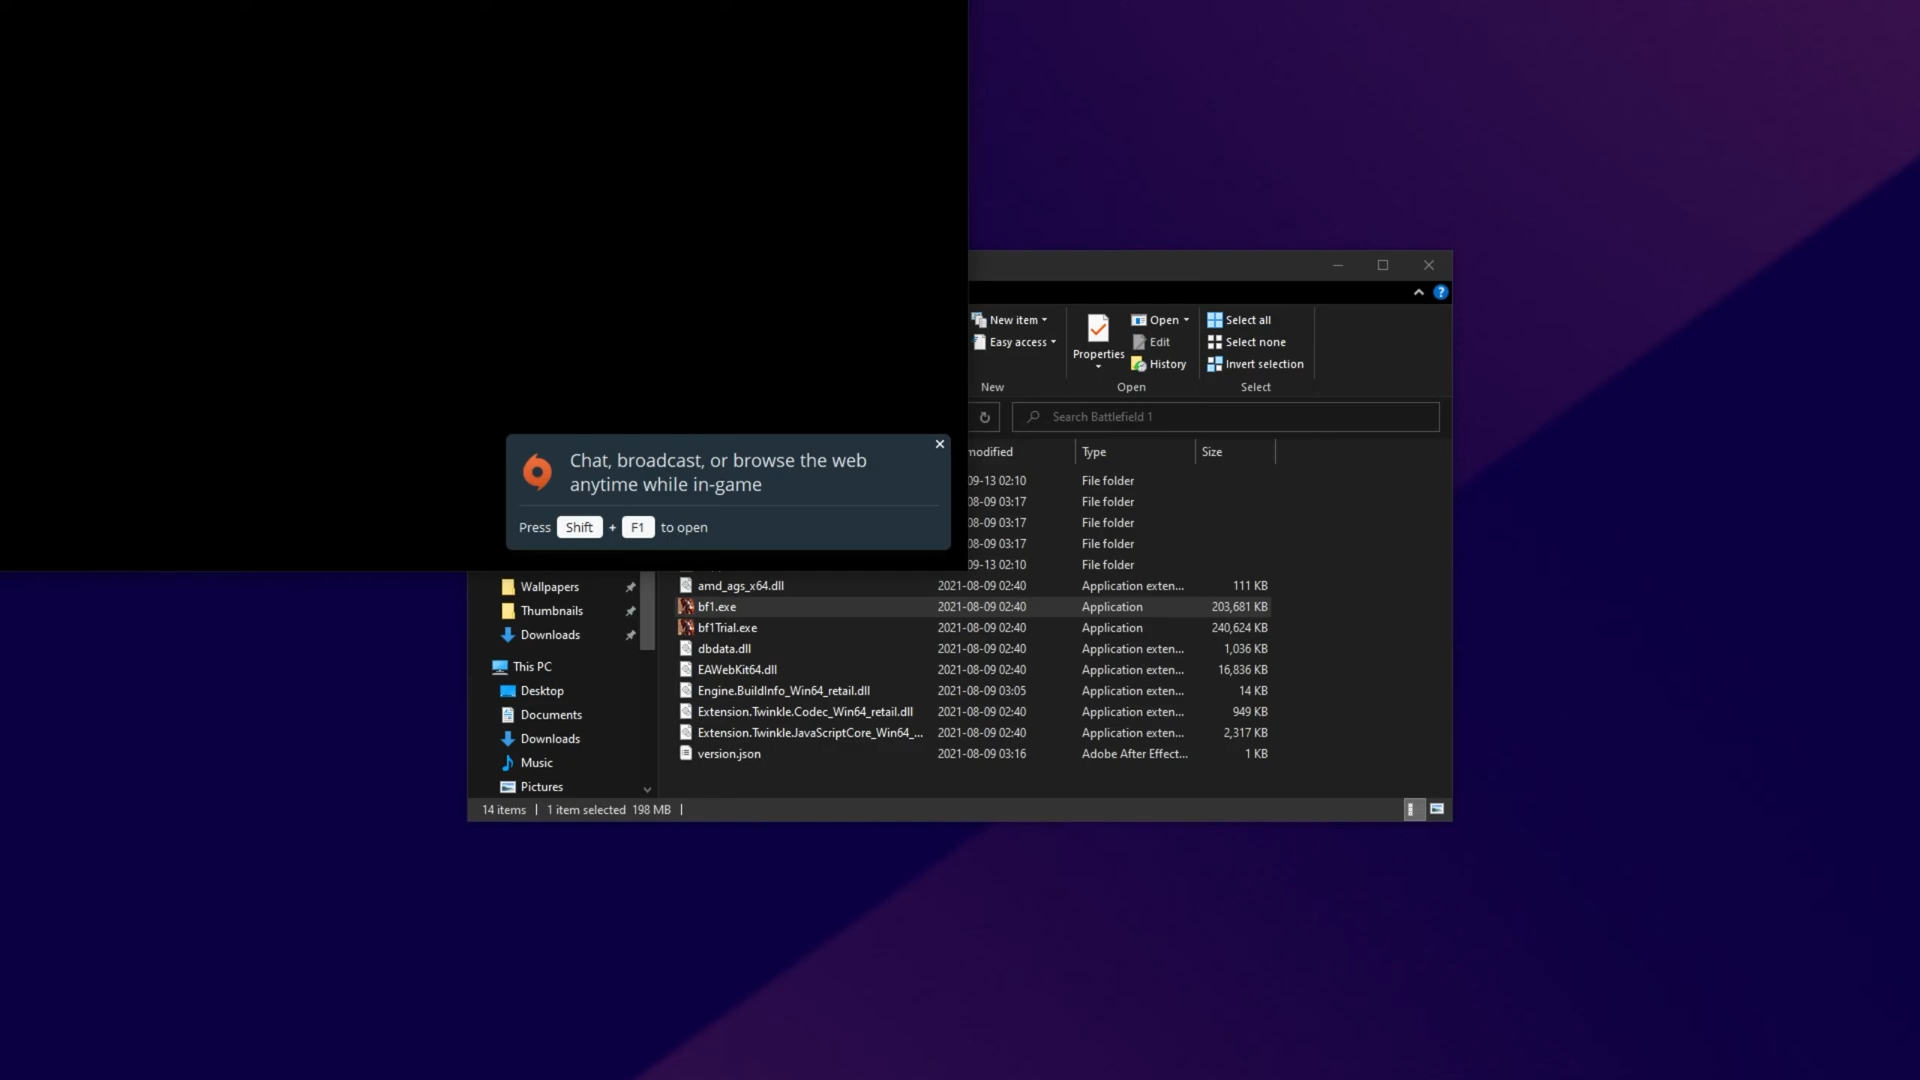 New item
Easy access
Properties
Open
Edit
History
Select all
Select none
Invert selection
New
Open
Select
Search Battlefield 1
Chat, broadcast, or browse the web
anytime while in-game
Press Shift + F1 to open
modified Type Size
09-13 02:10 File folder
08-09 03:17 File folder
08-09 03:17 File folder
08-09 03:17 File folder
09-13 02:10 File folder
Wallpapers
Thumbnails
Downloads
This PC
Desktop
Documents
Downloads
Music
Pictures
amd_ags_x64.dll 2021-08-09 02:40 Application exten... 111 KB
bf1.exe 2021-08-09 02:40 Application 203,681 KB
bf1Trial.exe 2021-08-09 02:40 Application 240,624 KB
dbdata.dll 2021-08-09 02:40 Application exten... 1,036 KB
EAWebKit64.dll 2021-08-09 02:40 Application exten... 16,836 KB
Engine.BuildInfo_Win64_retail.dll 2021-08-09 03:05 Application exten... 14 KB
Extension.Twinkle.Codec_Win64_retail.dll 2021-08-09 02:40 Application exten... 949 KB
Extension.Twinkle.JavaScriptCore_Win64_... 2021-08-09 02:40 Application exten... 2,317 KB
version.json 2021-08-09 03:16 Adobe After Effect... 1 KB
14 items | 1 item selected 198 MB |